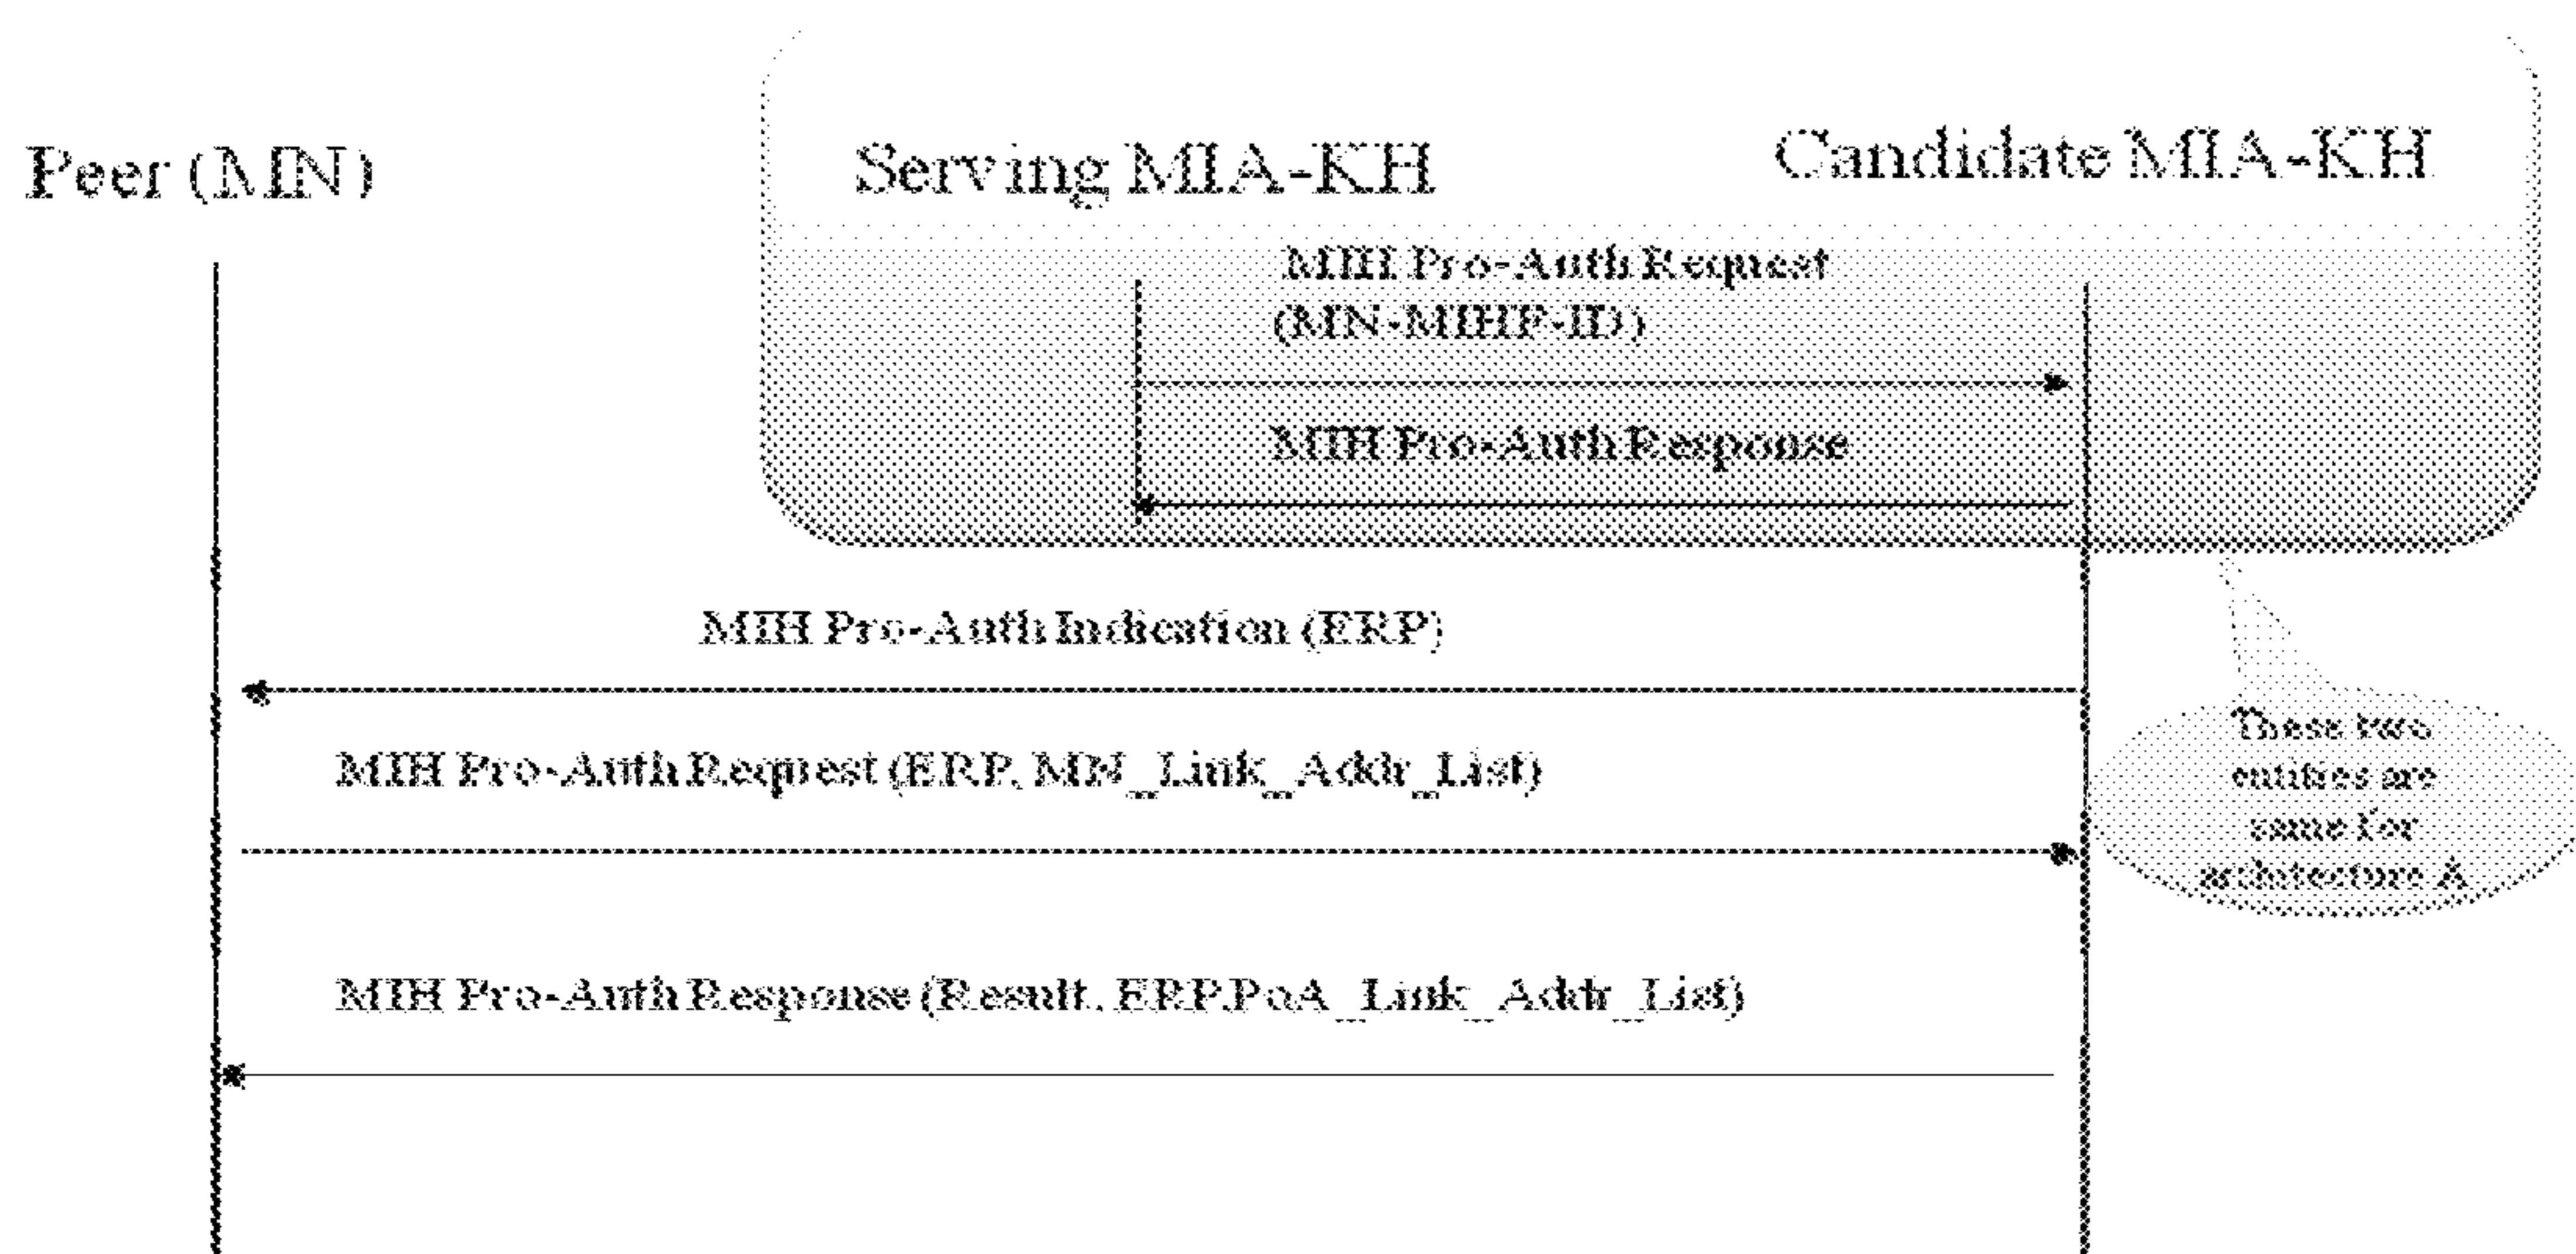 Peer (MN)
Serving MIA-KH
Candidate MIA-KH
MIH Pro-Auth Request
(MN-MIHF-ID)
MIH Pro-Auth Response
MIH Pro-Auth Indication (ERP)
MIH Pro-Auth Request (ERP, MN_Link_Addr_List)
These two
entities are
same for
architecture A
MIH Pro-Auth Response (Result, ERP,PoA_Link_Addr_List)